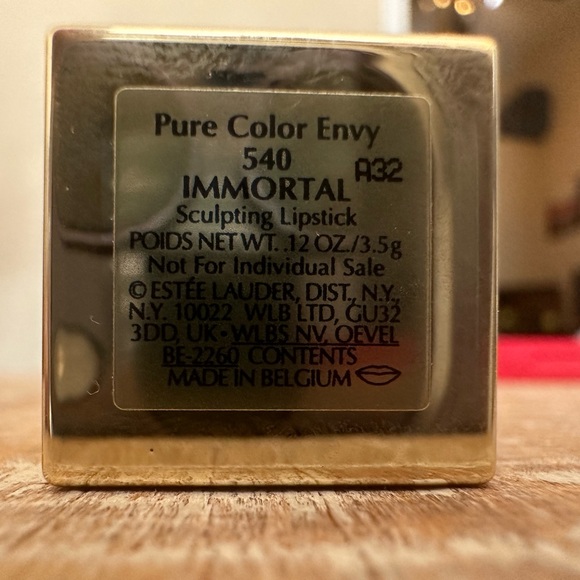 Pure Color Envy
540
A32
IMMORTAL
Sculpting Lipstick
POIDS NET WT. .12 OZ./3.5g
Not For Individual Sale
© ESTÉE LAUDER, DIST., N.Y.,
N.Y. 10022 WLB LTD, GU32
3DD, UK • WLBS NV, OEVEL
BE-2260 CONTENTS
MADE IN BELGIUM